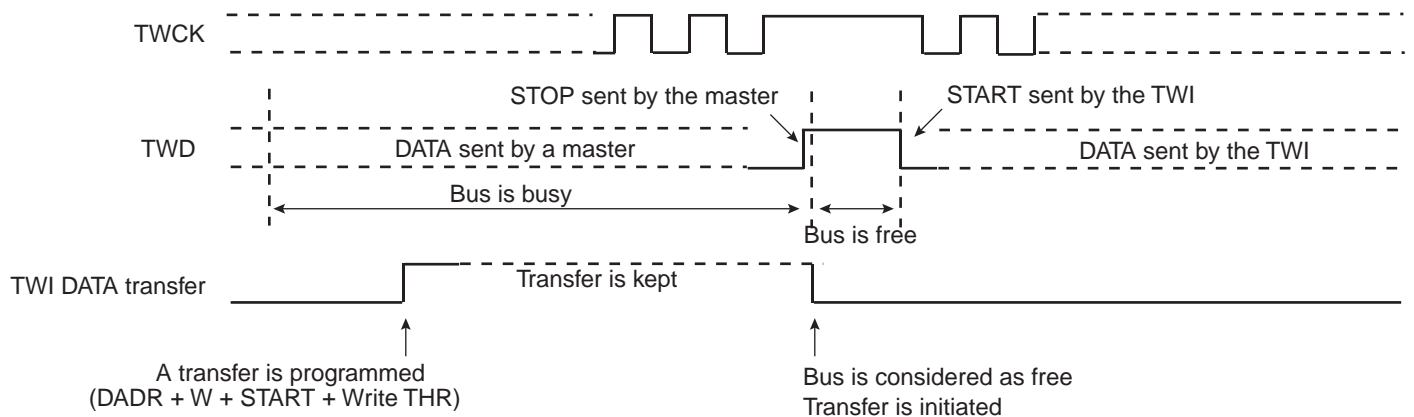 TWCK
STOP sent by the master
START sent by the TWI
TWD
DATA sent by a master
DATA sent by the TWI
Bus is busy
Bus is free
TWI DATA transfer
Transfer is kept
A transfer is programmed
(DADR + W + START + Write THR)
Bus is considered as free
Transfer is initiated